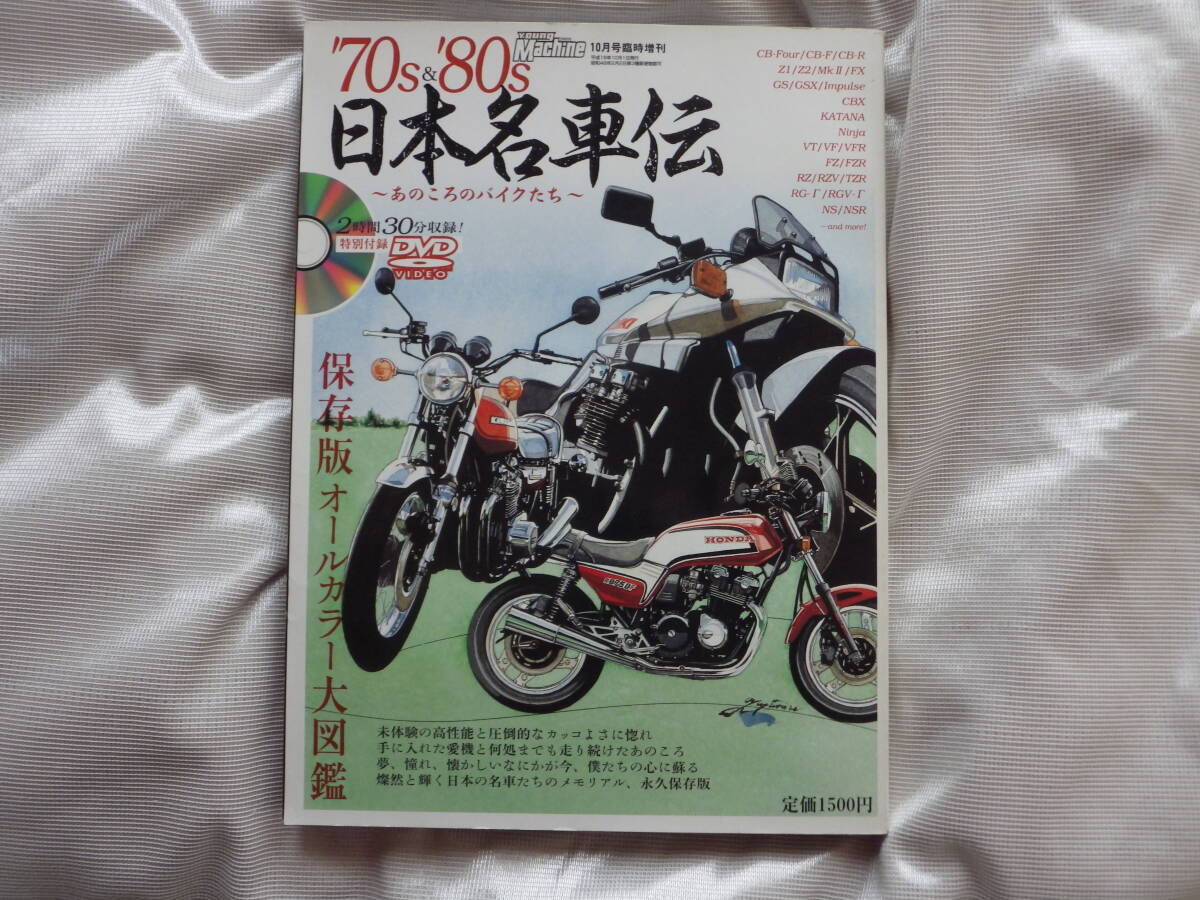 '70s&'80s
YOUNG Machine
10月号臨時増刊
日本名車伝
～あのころのバイクたち～
2時間30分収録!
特別付録
DVD
VIDEO
CB-Four/CB-F/CB-R
Z1/Z2/MkⅡ/FX
GS/GSX/Impulse
CBX
KATANA
Ninja
VT/VF/VFR
FZ/FZR
RZ/RZV/TZR
RG-Γ/RGV-Γ
NS/NSR
—and more!
保存版オールカラー大図鑑
HONDA
未体験の高性能と圧倒的なカッコよさに惚れ
手に入れた愛機と何処までも走り続けたあのころ
夢、憧れ、懐かしいなにかが今、僕たちの心に蘇る
燦然と輝く日本の名車たちのメモリアル、永久保存版
定価1500円